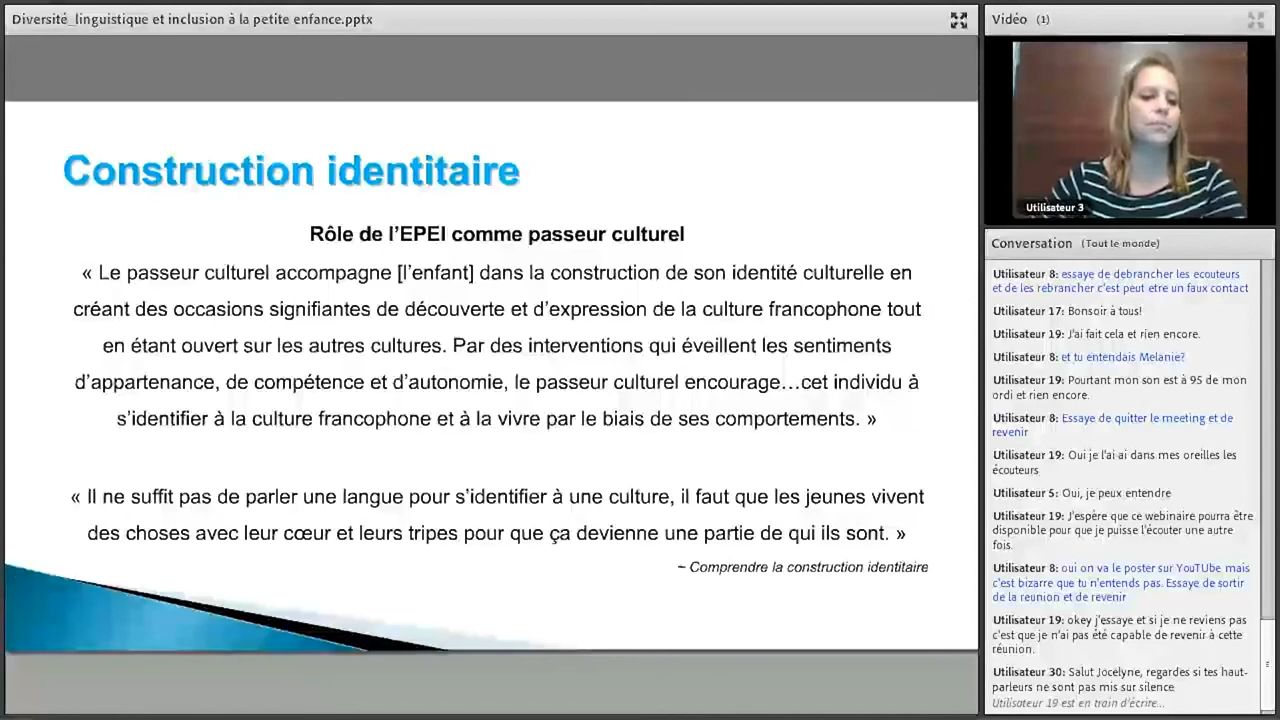 Diversité_linguistique et inclusion à la petite enfance.pptx
Construction identitaire
Rôle de l'EPEI comme passeur culturel
« Le passeur culturel accompagne [l'enfant] dans la construction de son identité culturelle en
créant des occasions signifiantes de découverte et d'expression de la culture francophone tout
en étant ouvert sur les autres cultures. Par des interventions qui éveillent les sentiments
d'appartenance, de compétence et d'autonomie, le passeur culturel encourage…cet individu à
s'identifier à la culture francophone et à la vivre par le biais de ses comportements. »
« Il ne suffit pas de parler une langue pour s'identifier à une culture, il faut que les jeunes vivent
des choses avec leur cœur et leurs tripes pour que ça devienne une partie de qui ils sont. »
~ Comprendre la construction identitaire
Vidéo (1)
Utilisateur 3
Conversation (Tout le monde)
Utilisateur 8: essaye de debrancher les ecouteurs
et de les rebrancher c'est peut etre un faux contact
Utilisateur 17: Bonsoir à tous!
Utilisateur 19: J'ai fait cela et rien encore.
Utilisateur 8: et tu entendais Melanie?
Utilisateur 19: Pourtant mon son est à 95 de mon
ordi et rien encore.
Utilisateur 8: Essaye de quitter le meeting et de
revenir
Utilisateur 19: Oui je l'ai ai dans mes oreilles les
écouteurs
Utilisateur 5: Oui, je peux entendre
Utilisateur 19: J'espère que ce webinaire pourra être
disponible pour que je puisse l'écouter une autre
fois.
Utilisateur 8: oui on va le poster sur YouTUbe mais
c'est bizarre que tu n'entends pas. Essaye de sortir
de la reunion et de revenir
Utilisateur 19: okey j'essaye et si je ne reviens pas
c'est que je n'ai pas été capable de revenir à cette
réunion.
Utilisateur 30: Salut Jocelyne, regardes si tes haut-
parleurs ne sont pas mis sur silence
Utilisateur 19 est en train d'écrire...